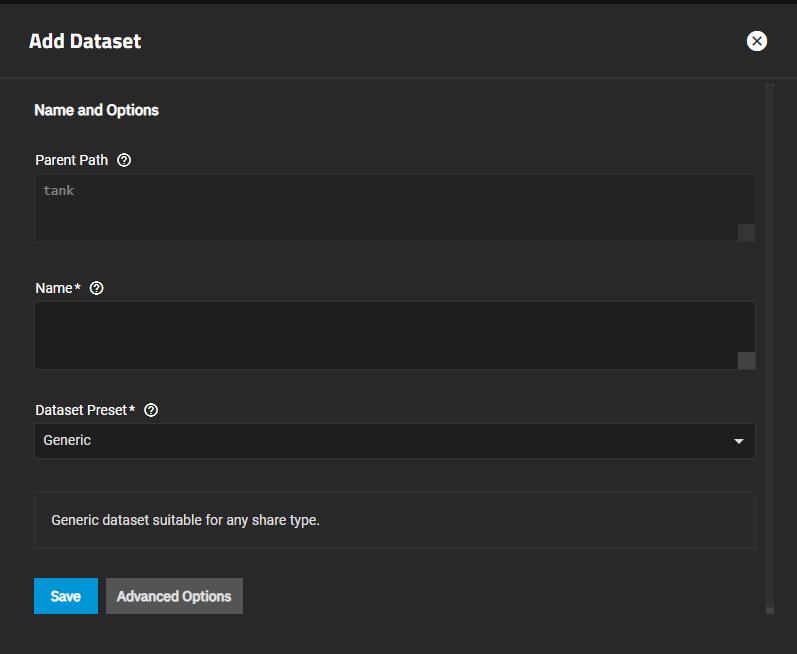 Add Dataset
Name and Options
Parent Path
tank
Name*
Dataset Preset*
Generic
Generic dataset suitable for any share type.
Save Advanced Options